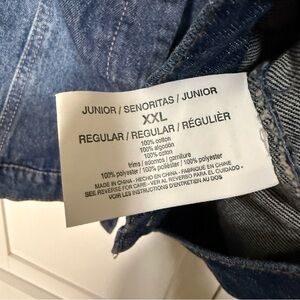 JUNIOR / SENORITAS / JUNIOR
XXL
REGULAR / REGULAR / RÉGULIÈR
100% cotton
100% algodón
100% coton
trims / adornos / garniture
100% polyester / 100% poliéster / 100% polyester
MADE IN CHINA - HECHO EN CHINA - FABRIQUÉ EN CHINE
SEE REVERSE FOR CARE - VER AL REVERSO PARA EL CUIDADO -
VOIR LES INSTRUCTIONS D'ENTRETIEN AU DOS